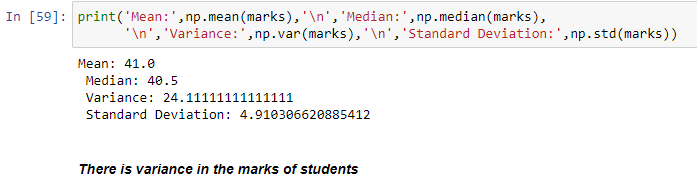 In [59]: print('Mean:',np.mean(marks),'\n','Median:',np.median(marks),
'\n','Variance:',np.var(marks),'\n','Standard Deviation:',np.std(marks))
Mean: 41.0
Median: 40.5
Variance: 24.11111111111111
Standard Deviation: 4.910306620885412
There is variance in the marks of students